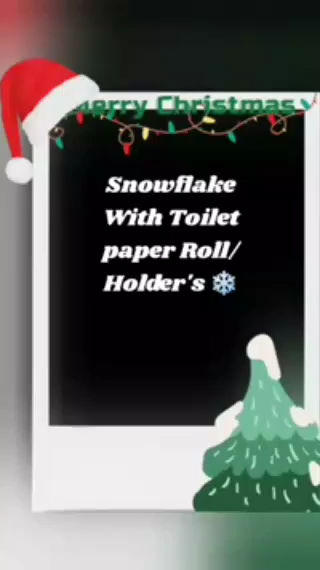 Merry Christmas
Snowflake
With Toilet
paper Roll/
Holder's ❄️